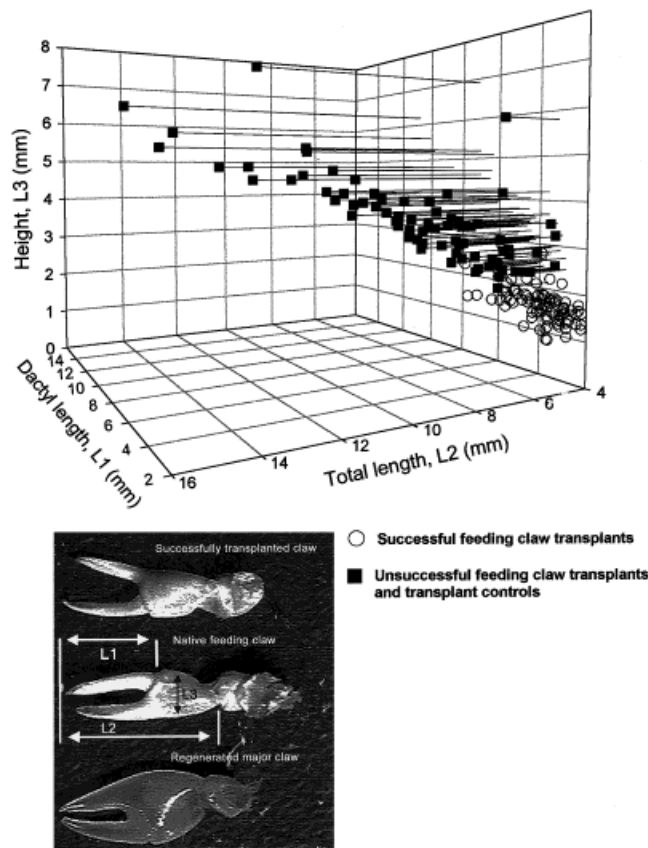 8
7
6
5
4
3
2
1
0
Height, L3 (mm)
14
12
10
8
6
4
2
Dactyl length, L1 (mm)
16
14
12
10
8
6
4
Total length, L2 (mm)
Successfully transplanted claw
Native feeding claw
L1
L3
L2
Regenerated major claw
Successful feeding claw transplants
Unsuccessful feeding claw transplants
and transplant controls